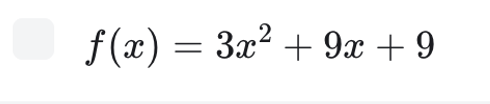 f(x) = 3x² + 9x + 9